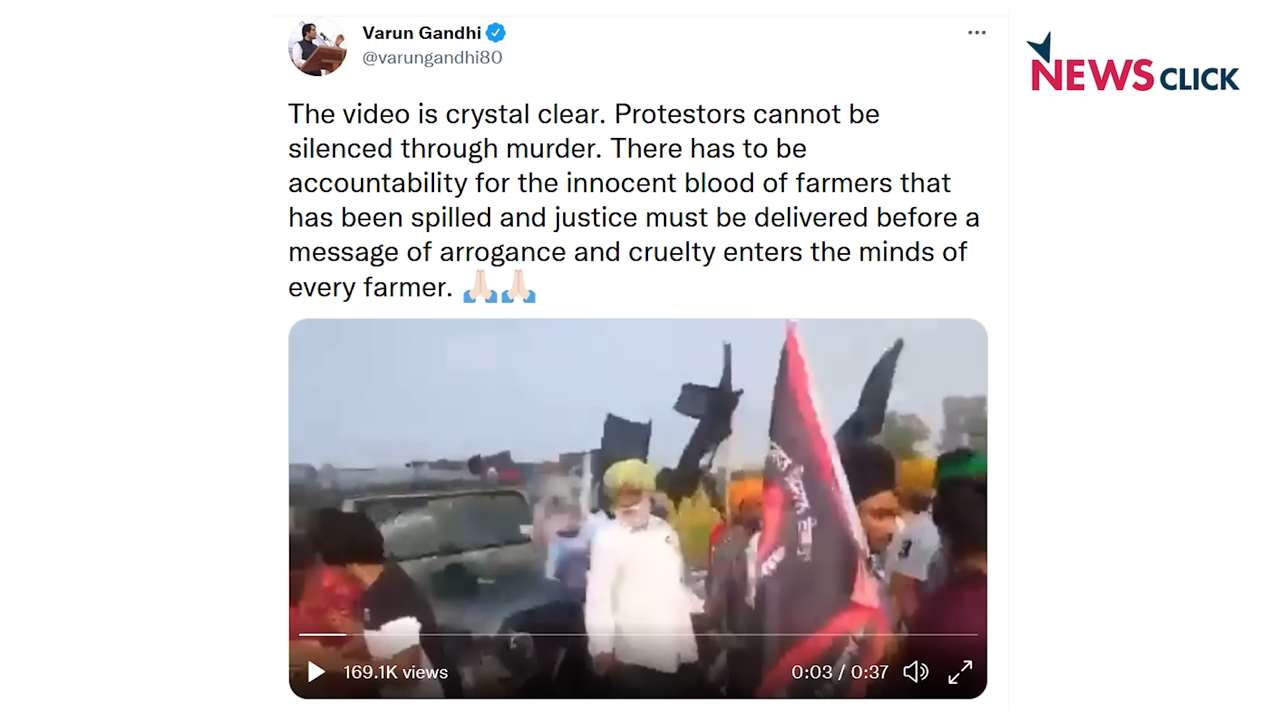 Varun Gandhi
@varungandhi80
NEWS CLICK
The video is crystal clear. Protestors cannot be
silenced through murder. There has to be
accountability for the innocent blood of farmers that
has been spilled and justice must be delivered before a
message of arrogance and cruelty enters the minds of
every farmer. 🙏🏻🙏🏻
169.1K views
0:03 / 0:37